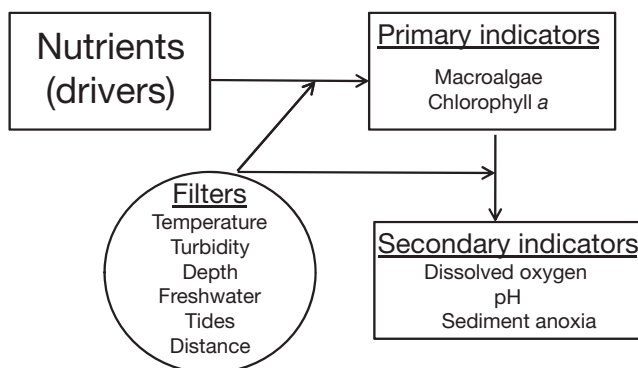 Nutrients
(drivers)
Primary indicators
Macroalgae
Chlorophyll a
Filters
Temperature
Turbidity
Depth
Freshwater
Tides
Distance
Secondary indicators
Dissolved oxygen
pH
Sediment anoxia